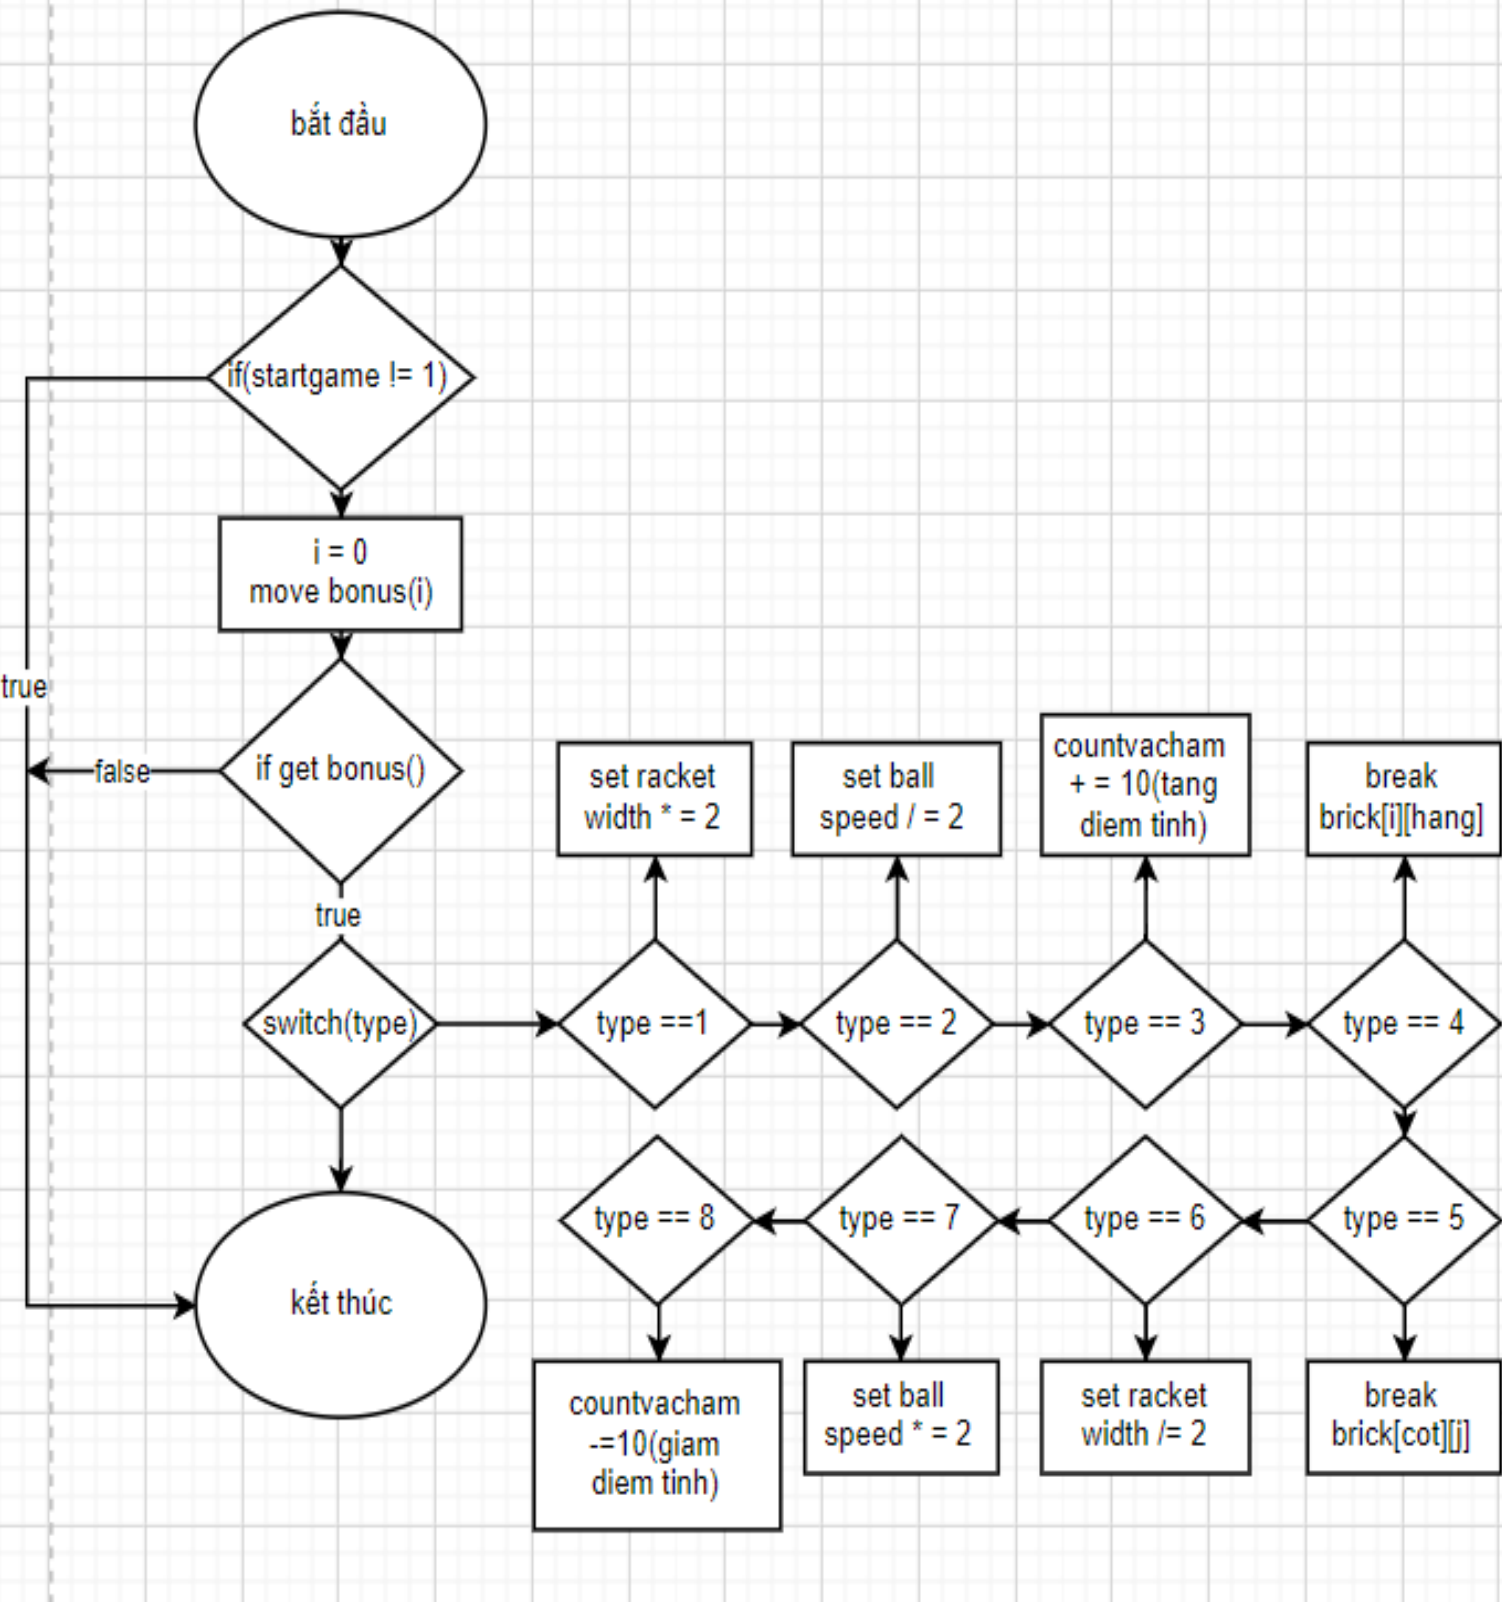 bắt đầu
if(startgame != 1)
i = 0
move bonus(i)
true
if get bonus()
false
true
set racket
width * = 2
set ball
speed / = 2
countvacham
+ = 10(tang
diem tinh)
break
brick[i][hang]
switch(type)
type ==1
type == 2
type == 3
type == 4
type == 8
type == 7
type == 6
type == 5
kết thúc
countvacham
-=10(giam
diem tinh)
set ball
speed * = 2
set racket
width /= 2
break
brick[cot][j]